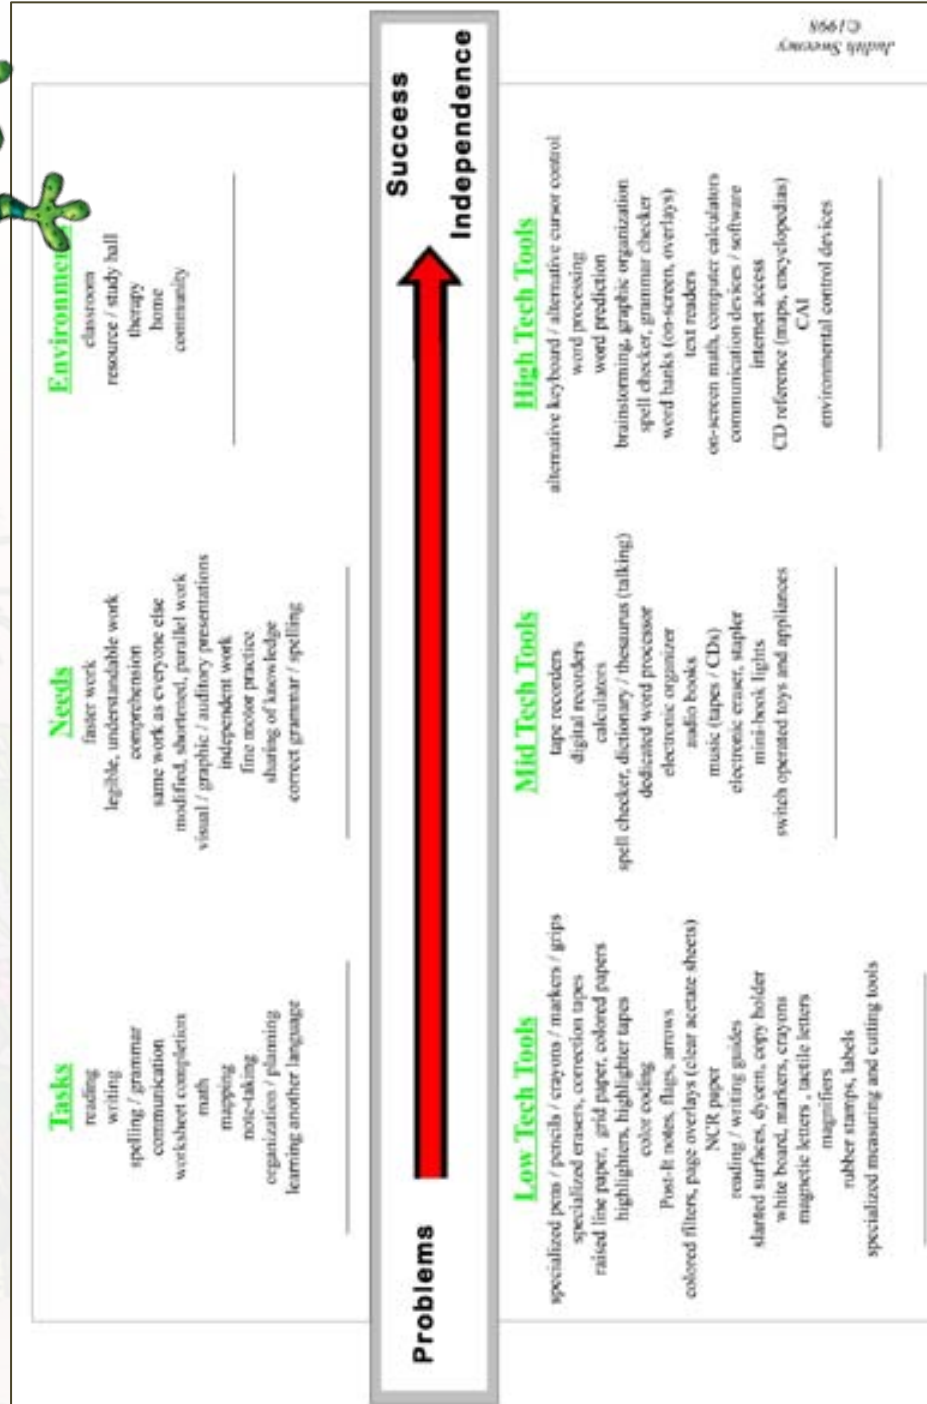 Tasks
reading
writing
spelling / grammar
communication
worksheet completion
math
mapping
note-taking
organization / planning
learning another language
Needs
faster work
legible, understandable work
comprehension
same work as everyone else
modified, shortened, parallel work
visual / graphic / auditory presentations
independent work
fine motor practice
sharing of knowledge
correct grammar / spelling
Environmen
classroom
resource / study hall
therapy
home
community
Problems
Success
Independence
Low Tech Tools
specialized pens / pencils / crayons / markers / grips
specialized erasers, correction tapes
raised line paper, grid paper, colored papers
highlighters, highlighter tapes
color coding
Post-It notes, flags, arrows
colored filters, page overlays (clear acetate sheets)
NCR paper
reading / writing guides
slanted surfaces, dycem, copy holder
white board, markers, crayons
magnetic letters , tactile letters
magnifiers
rubber stamps, labels
specialized measuring and cutting tools
Mid Tech Tools
tape recorders
digital recorders
calculators
spell checker, dictionary / thesaurus (talking)
dedicated word processor
electronic organizer
audio books
music (tapes / CDs)
electronic eraser, stapler
mini-book lights
switch operated toys and appliances
High Tech Tools
alternative keyboard / alternative cursor control
word processing
word prediction
brainstorming, graphic organization
spell checker, grammar checker
word banks (on-screen, overlays)
text readers
on-screen math, computer calculators
communication devices / software
internet access
CD reference (maps, encyclopedias)
CAI
environmental control devices
Judith Sweeney
©1998